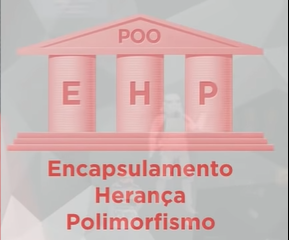 POO
E H P
Encapsulamento
Herança
Polimorfismo